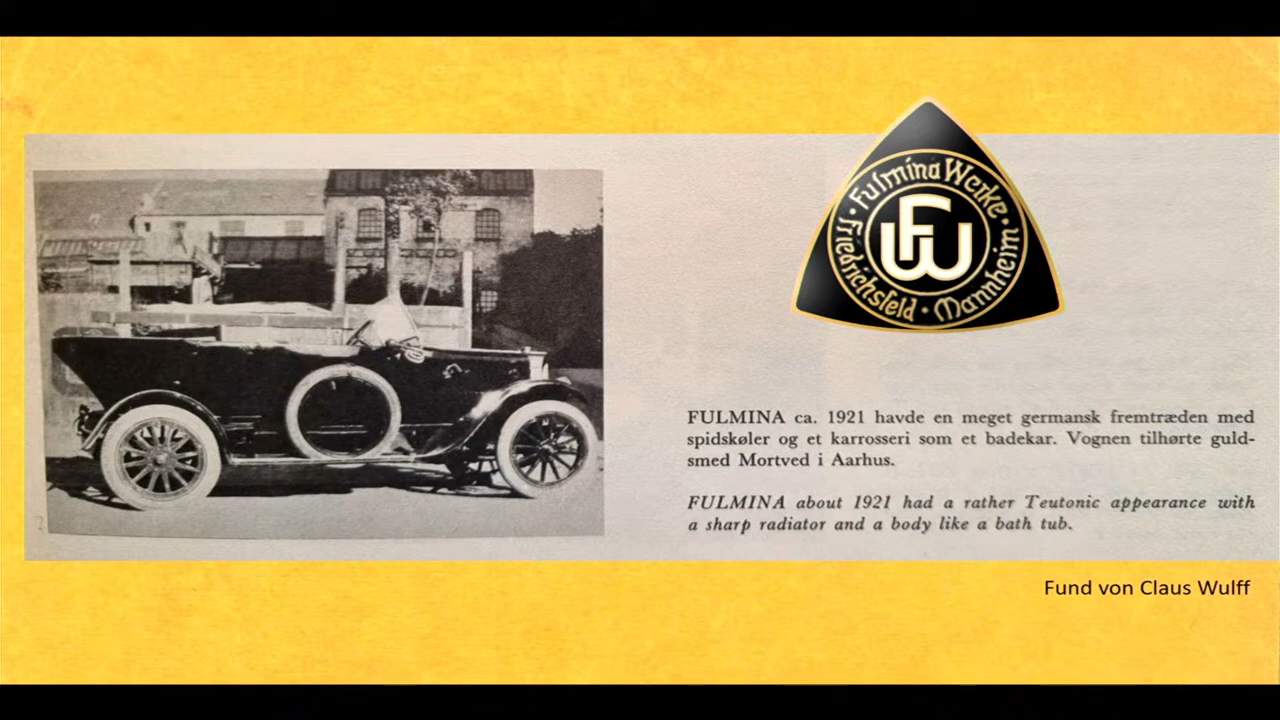 Fulmina Werke
FW
Friedrichsfeld • Mannheim
FULMINA ca. 1921 havde en meget germansk fremtræden med
spidskøler og et karrosseri som et badekar. Vognen tilhørte guld-
smed Mortved i Aarhus.
FULMINA about 1921 had a rather Teutonic appearance with
a sharp radiator and a body like a bath tub.
Fund von Claus Wulff